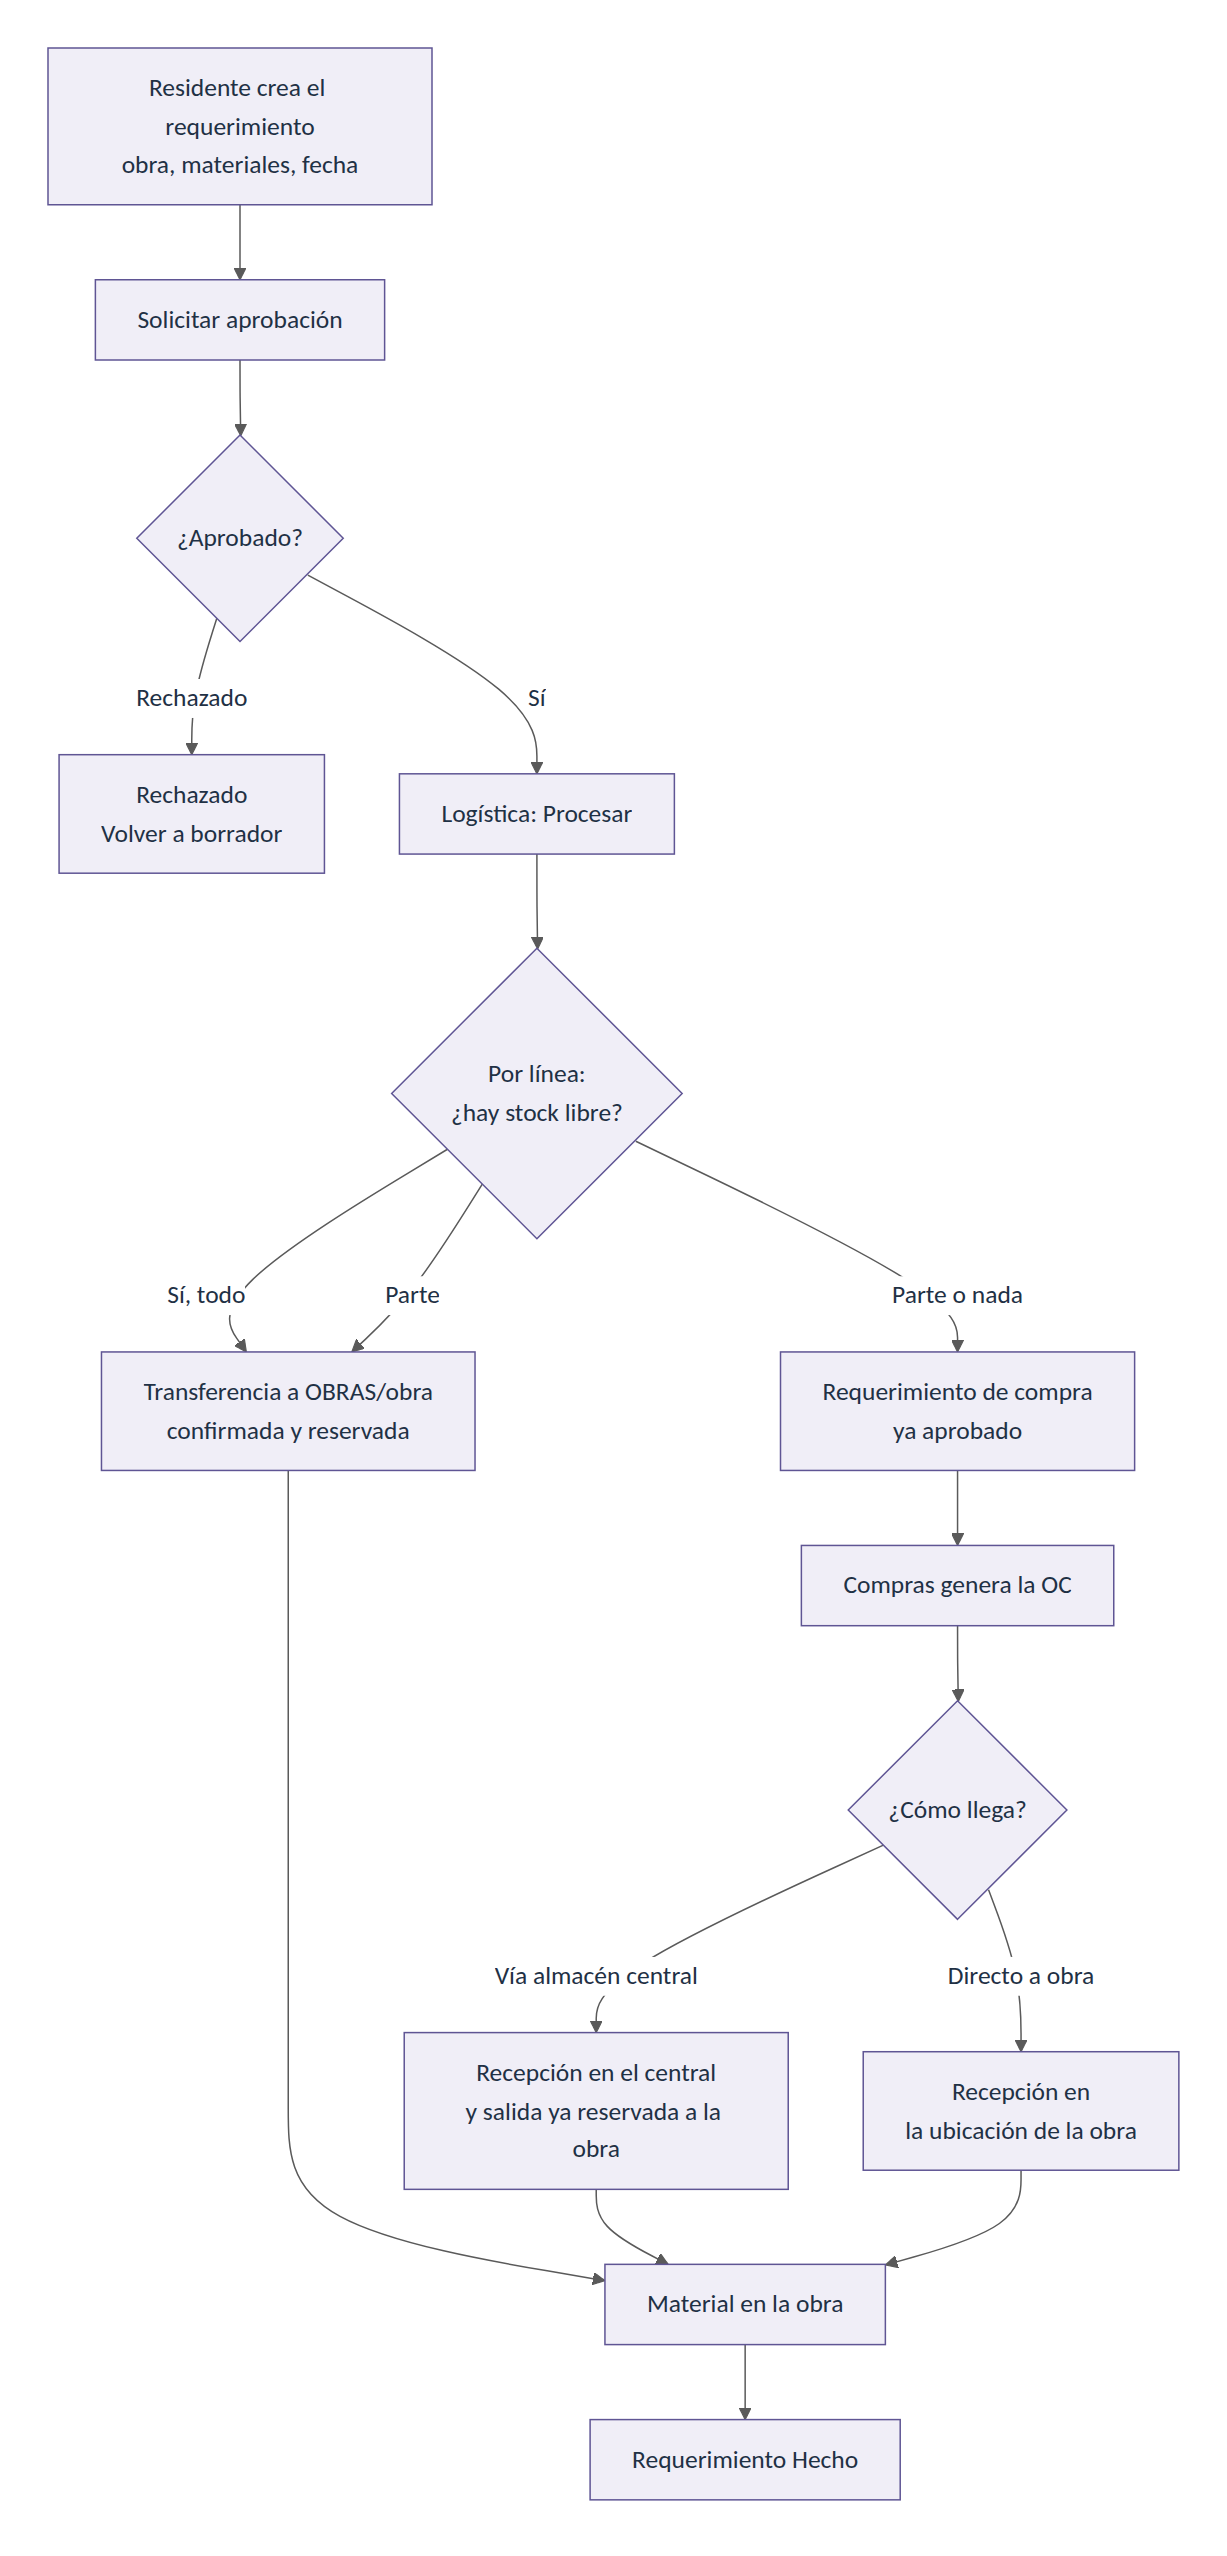 Residente crea el
requerimiento
obra, materiales, fecha
Solicitar aprobación
¿Aprobado?
Rechazado
Sí
Rechazado
Volver a borrador
Logística: Procesar
Por línea:
¿hay stock libre?
Sí, todo
Parte
Parte o nada
Transferencia a OBRAS/obra
confirmada y reservada
Requerimiento de compra
ya aprobado
Compras genera la OC
¿Cómo llega?
Vía almacén central
Directo a obra
Recepción en el central
y salida ya reservada a la
obra
Recepción en
la ubicación de la obra
Material en la obra
Requerimiento Hecho